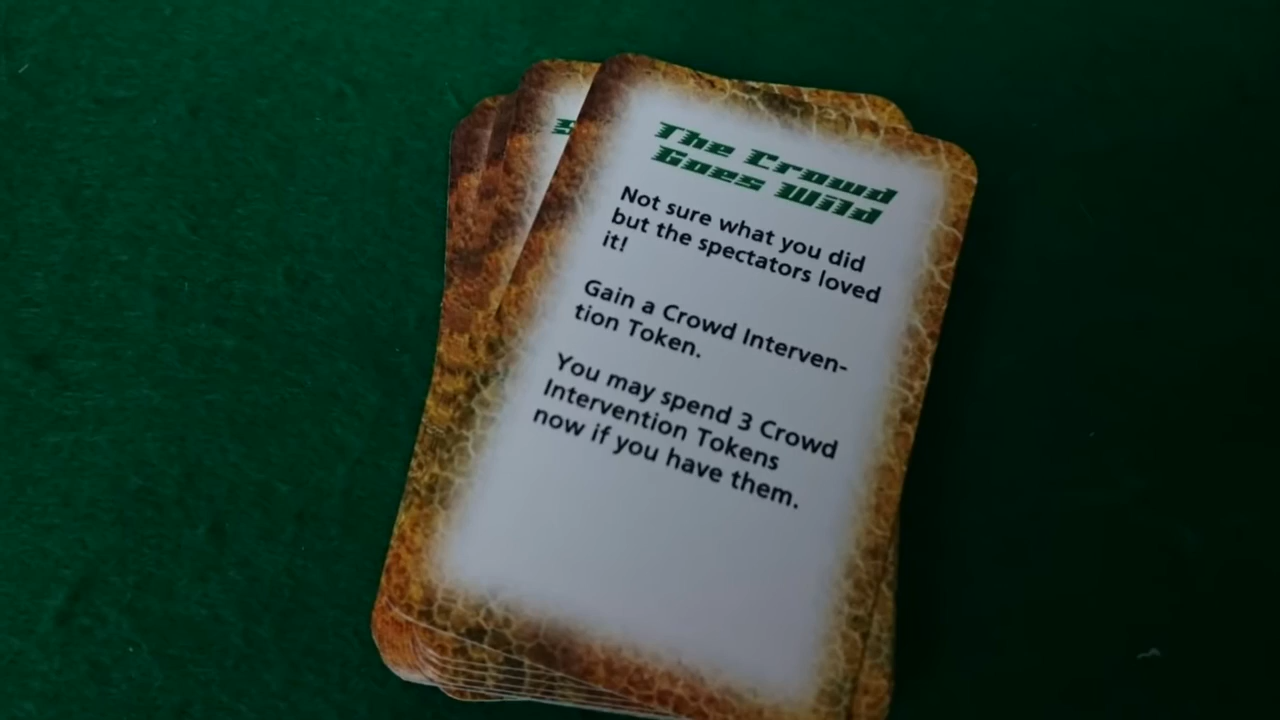 The Crowd
Goes Wild
Not sure what you did
but the spectators loved
it!
Gain a Crowd Interven-
tion Token.
You may spend 3 Crowd
Intervention Tokens
now if you have them.